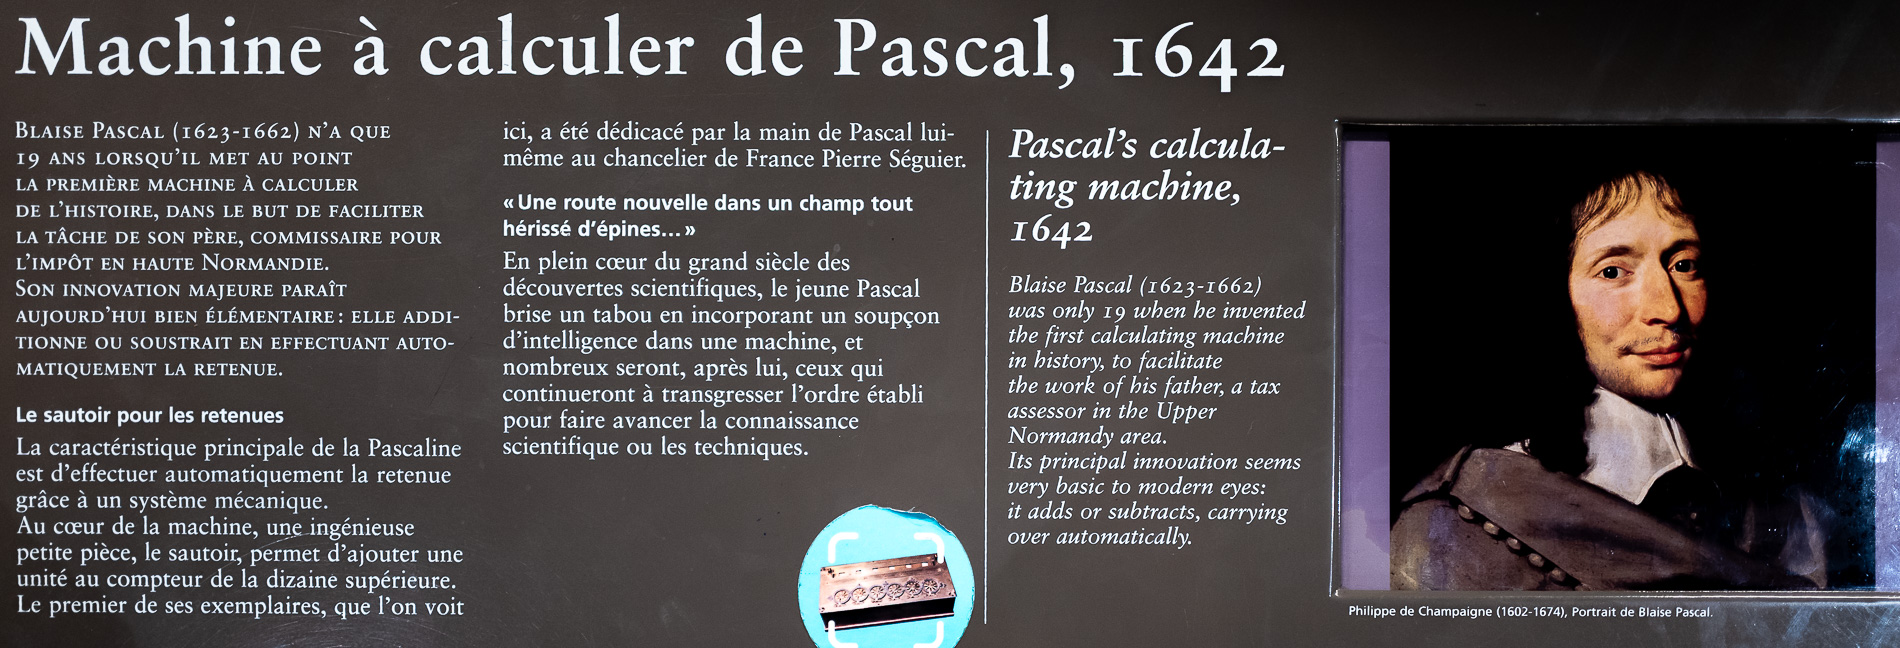 Machine à calculer de Pascal, 1642
BLAISE PASCAL (1623-1662) N'A QUE
19 ANS LORSQU'IL MET AU POINT
LA PREMIÈRE MACHINE À CALCULER
DE L'HISTOIRE, DANS LE BUT DE FACILITER
LA TÂCHE DE SON PÈRE, COMMISSAIRE POUR
L'IMPÔT EN HAUTE NORMANDIE.
SON INNOVATION MAJEURE PARAÎT
AUJOURD'HUI BIEN ÉLÉMENTAIRE : ELLE ADDI-
TIONNE OU SOUSTRAIT EN EFFECTUANT AUTO-
MATIQUEMENT LA RETENUE.
Le sautoir pour les retenues
La caractéristique principale de la Pascaline
est d'effectuer automatiquement la retenue
grâce à un système mécanique.
Au cœur de la machine, une ingénieuse
petite pièce, le sautoir, permet d'ajouter une
unité au compteur de la dizaine supérieure.
Le premier de ses exemplaires, que l'on voit
ici, a été dédicacé par la main de Pascal lui-
même au chancelier de France Pierre Séguier.
« Une route nouvelle dans un champ tout
hérissé d'épines... »
En plein cœur du grand siècle des
découvertes scientifiques, le jeune Pascal
brise un tabou en incorporant un soupçon
d'intelligence dans une machine, et
nombreux seront, après lui, ceux qui
continueront à transgresser l'ordre établi
pour faire avancer la connaissance
scientifique ou les techniques.
Pascal's calcula-
ting machine,
1642
Blaise Pascal (1623-1662)
was only 19 when he invented
the first calculating machine
in history, to facilitate
the work of his father, a tax
assessor in the Upper
Normandy area.
Its principal innovation seems
very basic to modern eyes:
it adds or subtracts, carrying
over automatically.
Philippe de Champaigne (1602-1674), Portrait de Blaise Pascal.